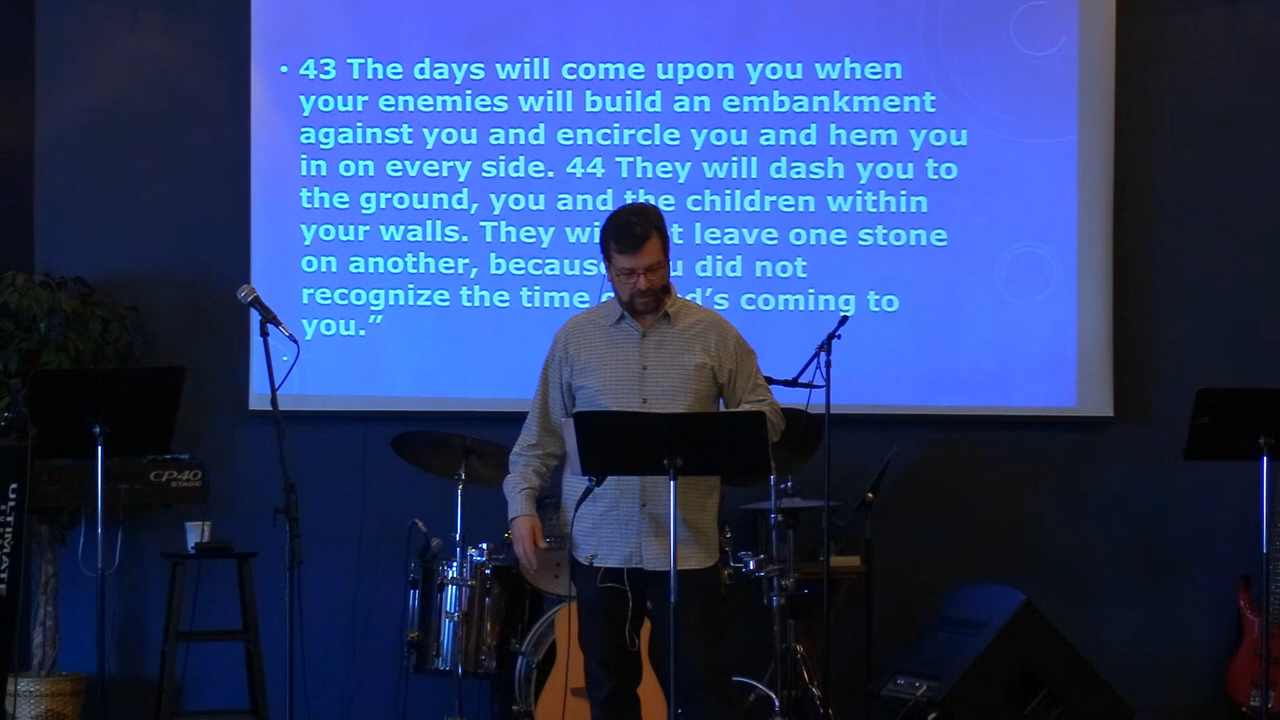 • 43 The days will come upon you when
your enemies will build an embankment
against you and encircle you and hem you
in on every side. 44 They will dash you to
the ground, you and the children within
your walls. They leave one stone
on another, did not
recognize the time coming to
you.”
CP40
STAGE
ULTIMATE